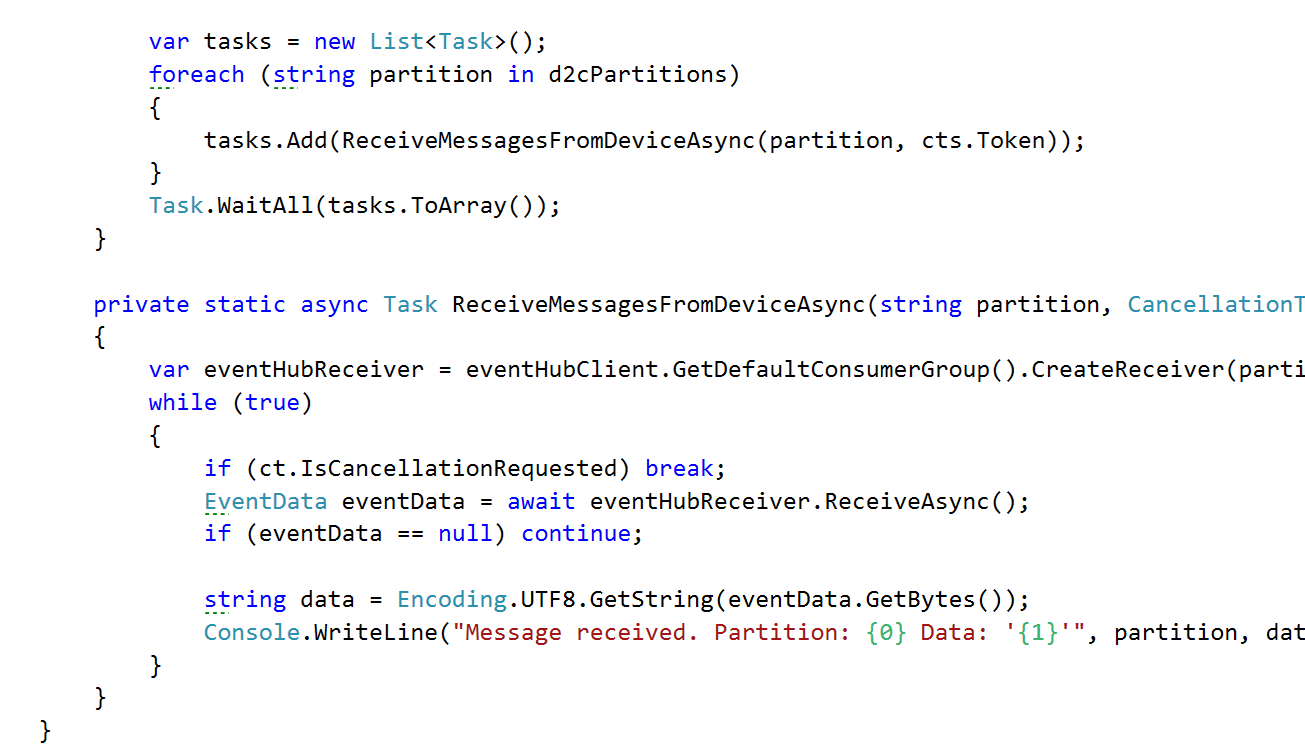 var tasks = new List<Task>();
foreach (string partition in d2cPartitions)
{
tasks.Add(ReceiveMessagesFromDeviceAsync(partition, cts.Token));
}
Task.WaitAll(tasks.ToArray());
}
private static async Task ReceiveMessagesFromDeviceAsync(string partition, CancellationT
{
var eventHubReceiver = eventHubClient.GetDefaultConsumerGroup().CreateReceiver(parti
while (true)
{
if (ct.IsCancellationRequested) break;
EventData eventData = await eventHubReceiver.ReceiveAsync();
if (eventData == null) continue;
string data = Encoding.UTF8.GetString(eventData.GetBytes());
Console.WriteLine("Message received. Partition: {0} Data: '{1}'", partition, dat
}
}
}